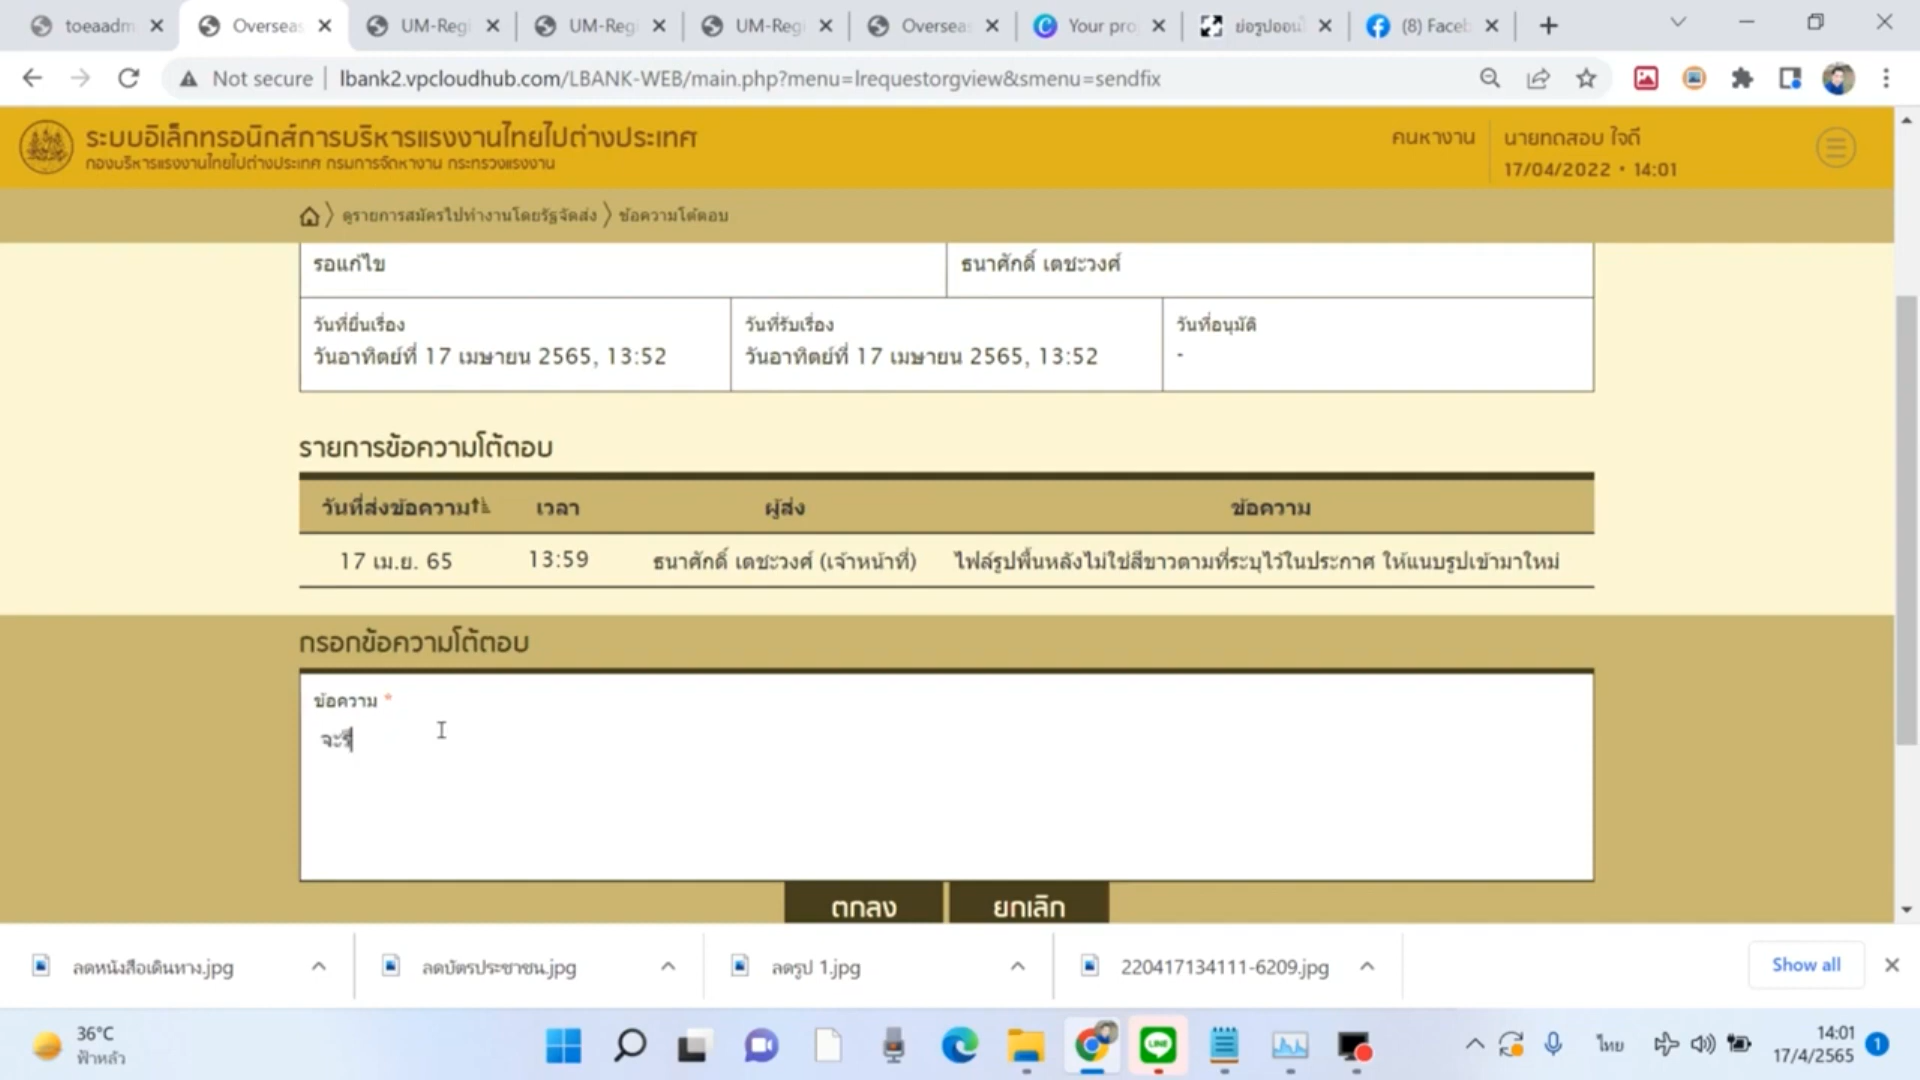 toeaadm
Overseas
UM-Regi
UM-Regi
UM-Regi
Overseas
Your pro
ย่อรูปออนไ
(8) Faceb
Not secure
lbank2.vpcloudhub.com/LBANK-WEB/main.php?menu=lrequestorgview&smenu=sendfix
ระบบอิเล็กทรอนิกส์การบริหารแรงงานไทยไปต่างประเทศ
กองบริหารแรงงานไทยไปต่างประเทศ กรมการจัดหางาน กระทรวงแรงงาน
คนหางาน
นายทดสอบ ใจดี
17/04/2022 • 14:01
ดูรายการสมัครไปทำงานโดยรัฐจัดส่ง
ข้อความโต้ตอบ
รอแก้ไข
ธนาศักดิ์ เตชะวงศ์
วันที่ยื่นเรื่อง
วันอาทิตย์ที่ 17 เมษายน 2565, 13:52
วันที่รับเรื่อง
วันอาทิตย์ที่ 17 เมษายน 2565, 13:52
วันที่อนุมัติ
-
รายการข้อความโต้ตอบ
วันที่ส่งข้อความ
เวลา
ผู้ส่ง
ข้อความ
17 เม.ย. 65
13:59
ธนาศักดิ์ เตชะวงศ์ (เจ้าหน้าที่)
ไฟล์รูปพื้นหลังไม่ใช่สีขาวตามที่ระบุไว้ในประกาศ ให้แนบรูปเข้ามาใหม่
กรอกข้อความโต้ตอบ
ข้อความ *
ตกลง
ยกเลิก
ลดหนังสือเดินทาง.jpg
ลดบัตรประชาชน.jpg
ลดรูป 1.jpg
220417134111-6209.jpg
Show all
36°C
ฟ้าหลัว
LINE
ไทย
14:01
17/4/2565
1